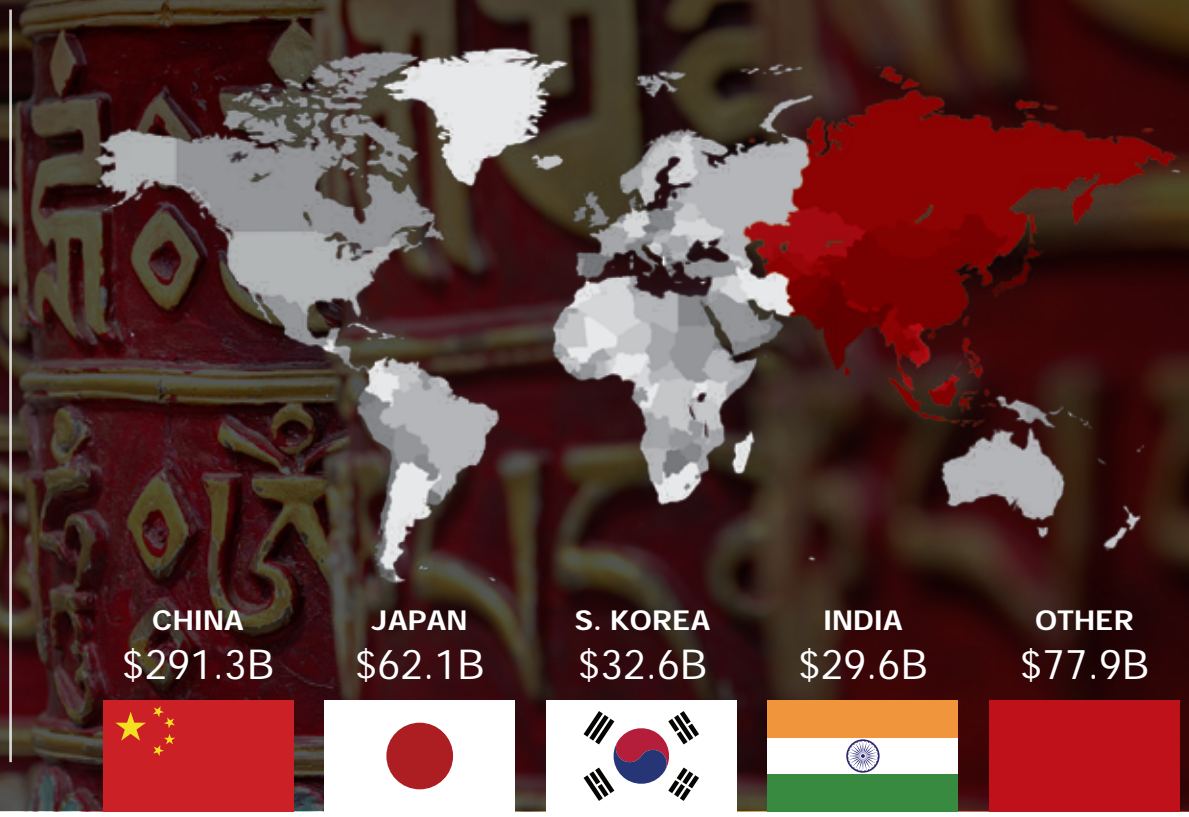 CHINA
$291.3B
JAPAN
$62.1B
S. KOREA
$32.6B
INDIA
$29.6B
OTHER
$77.9B